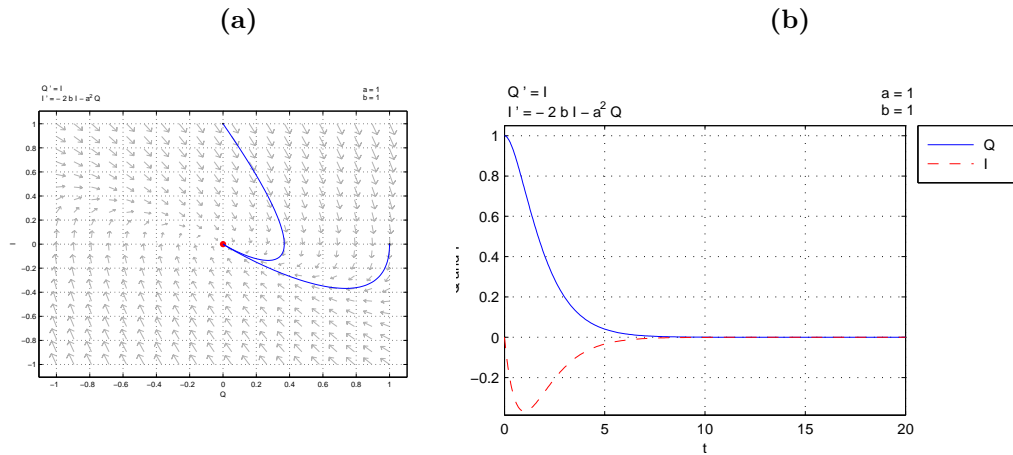 (a)
(b)
Q ' = I
I ' = − 2 b I − a² Q
a = 1
b = 1
1
0.8
0.6
0.4
0.2
0
−0.2
−0.4
−0.6
−0.8
−1
I
−1 −0.8 −0.6 −0.4 −0.2 0 0.2 0.4 0.6 0.8 1
Q
Q ' = I
I ' = − 2 b I − a² Q
a = 1
b = 1
1
0.8
0.6
0.4
0.2
0
−0.2
0 5 10 15 20
t
Q
I